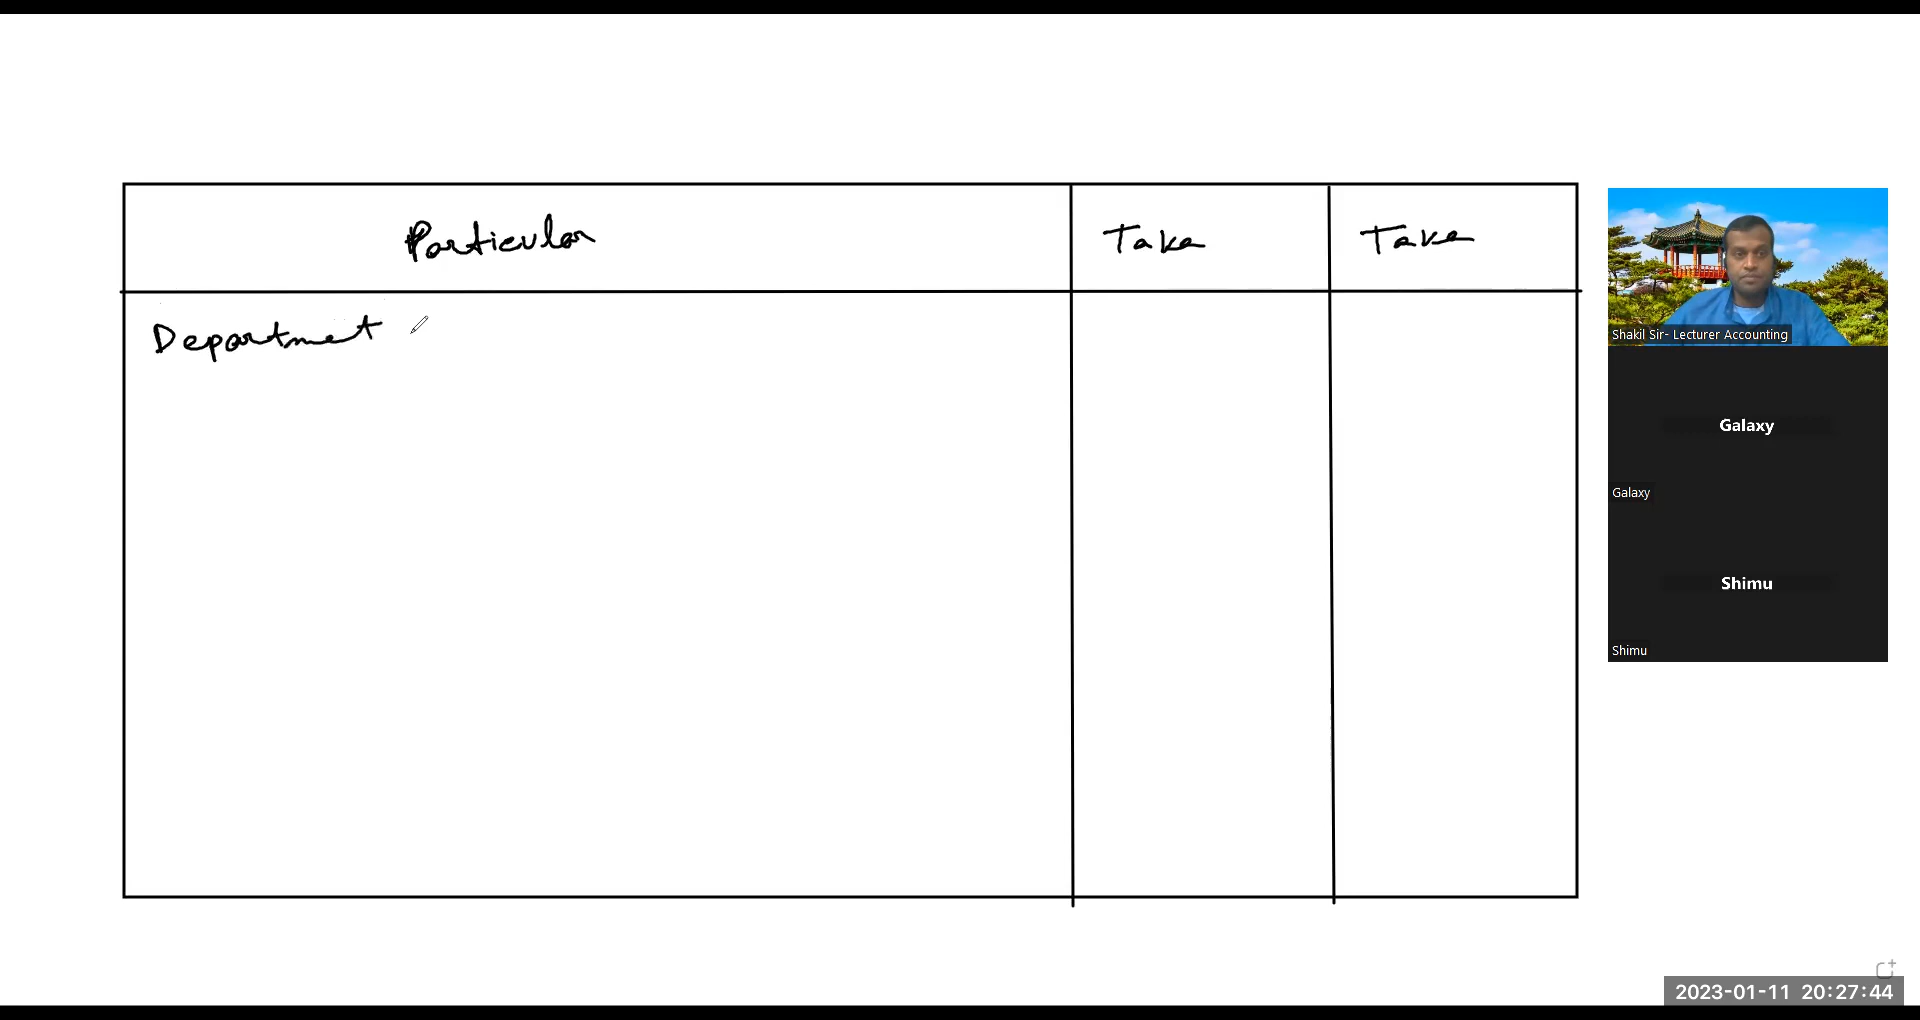 Particular Taka Taka
Department
Shakil Sir- Lecturer Accounting
Galaxy
Galaxy
Shimu
Shimu
2023-01-11 20:27:44